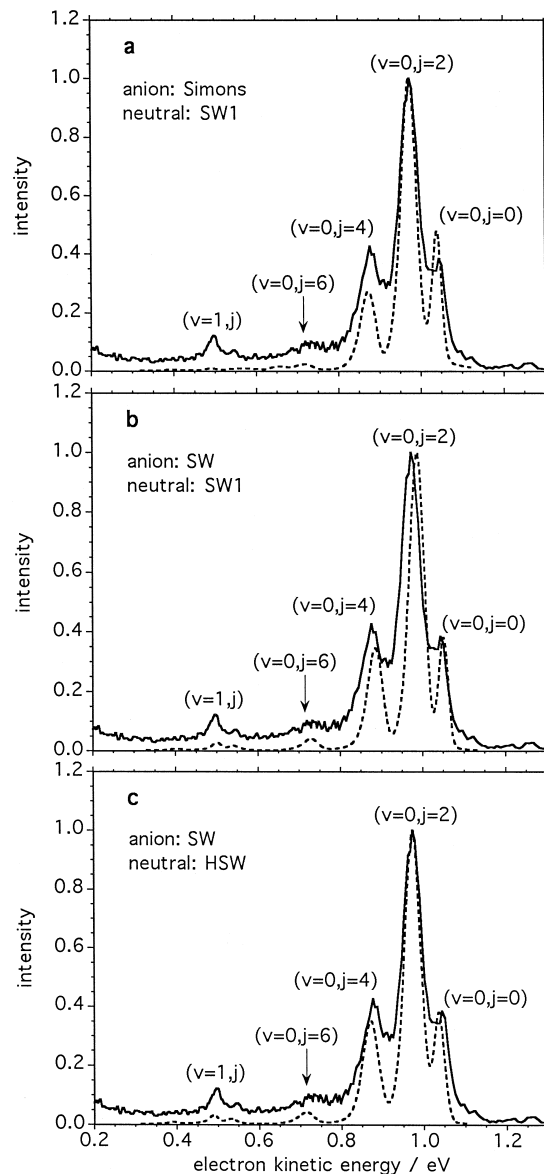 1.2
a
(v=0,j=2)
anion: Simons
neutral: SW1
1.0
0.8
intensity
0.6
(v=0,j=0)
(v=0,j=4)
0.4
(v=0,j=6)
(v=1,j)
0.2
0.0
1.2
b
(v=0,j=2)
anion: SW
neutral: SW1
1.0
0.8
intensity
0.6
(v=0,j=4)
(v=0,j=0)
0.4
(v=0,j=6)
(v=1,j)
0.2
0.0
1.2
c
(v=0,j=2)
anion: SW
neutral: HSW
1.0
0.8
intensity
0.6
(v=0,j=4)
(v=0,j=0)
0.4
(v=0,j=6)
(v=1,j)
0.2
0.0
0.2 0.4 0.6 0.8 1.0 1.2
electron kinetic energy / eV